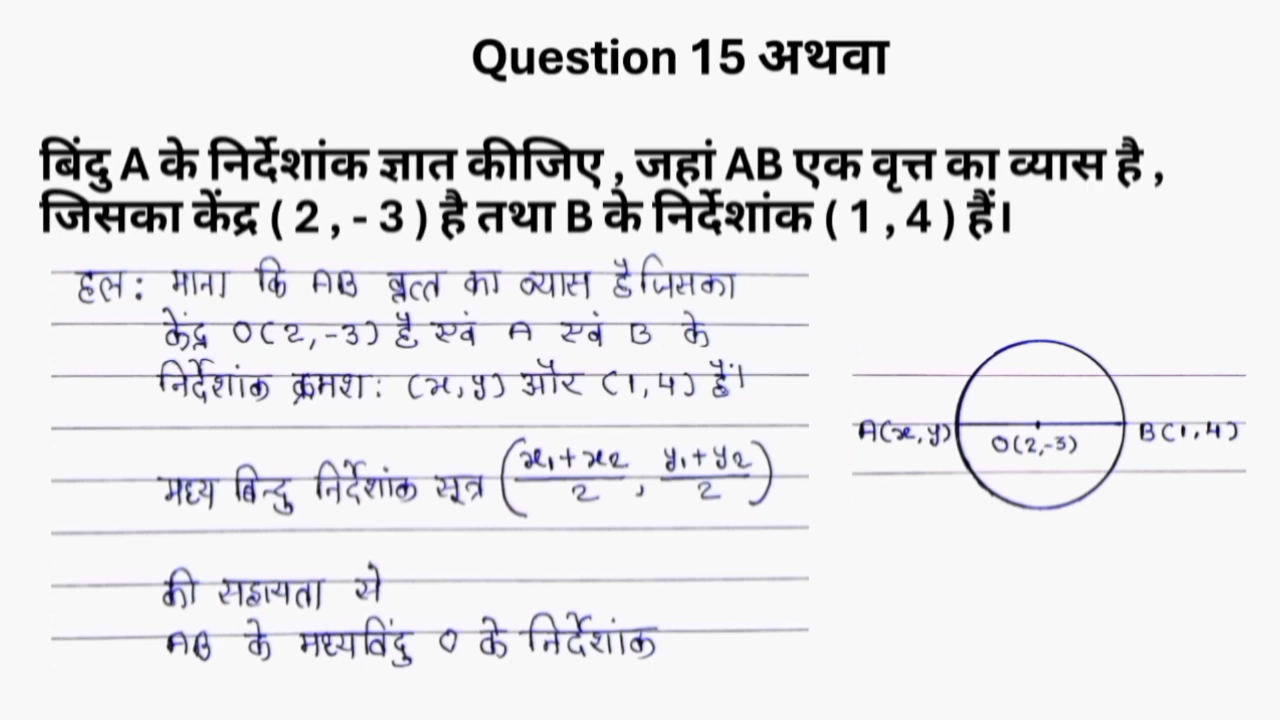 Question 15 अथवा
बिंदु A के निर्देशांक ज्ञात कीजिए , जहां AB एक वृत्त का व्यास है ,
जिसका केंद्र ( 2 , - 3 ) है तथा B के निर्देशांक ( 1 , 4 ) हैं।
हल: माना कि AB वृत्त का व्यास है जिसका
केंद्र O(2,-3) है, एवं A एवं B के
निर्देशांक क्रमश: (x,y) और (1,4) हैं।
A(x,y) O(2,-3) B(1,4)
मध्य बिन्दु निर्देशांक सूत्र (x₁+x₂/2, y₁+y₂/2)
की सहायता से
AB के मध्यविंदु O के निर्देशांक